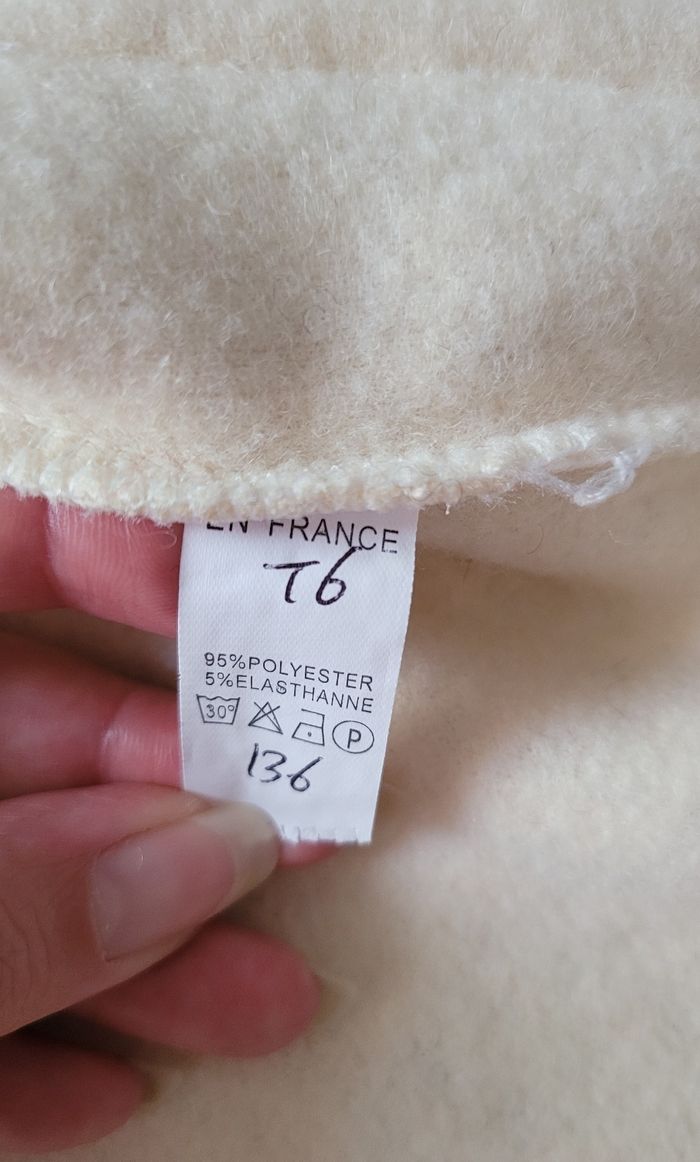 EN FRANCE
T6
95%POLYESTER
5%ELASTHANNE
30° P
136